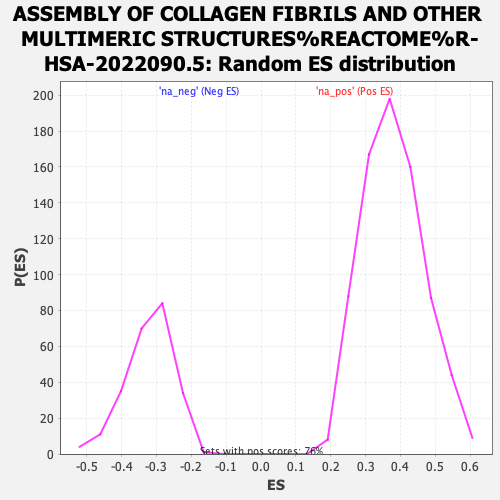 ASSEMBLY OF COLLAGEN FIBRILS AND OTHER
MULTIMERIC STRUCTURES%REACTOME%R-
HSA-2022090.5: Random ES distribution
'na_neg' (Neg ES) 'na_pos' (Pos ES)
200
180
160
140
120
100
80
60
40
20
0
P(ES)
Sets with pos scores: 76%
-0.5 -0.4 -0.3 -0.2 -0.1 0.0 0.1 0.2 0.3 0.4 0.5 0.6
ES